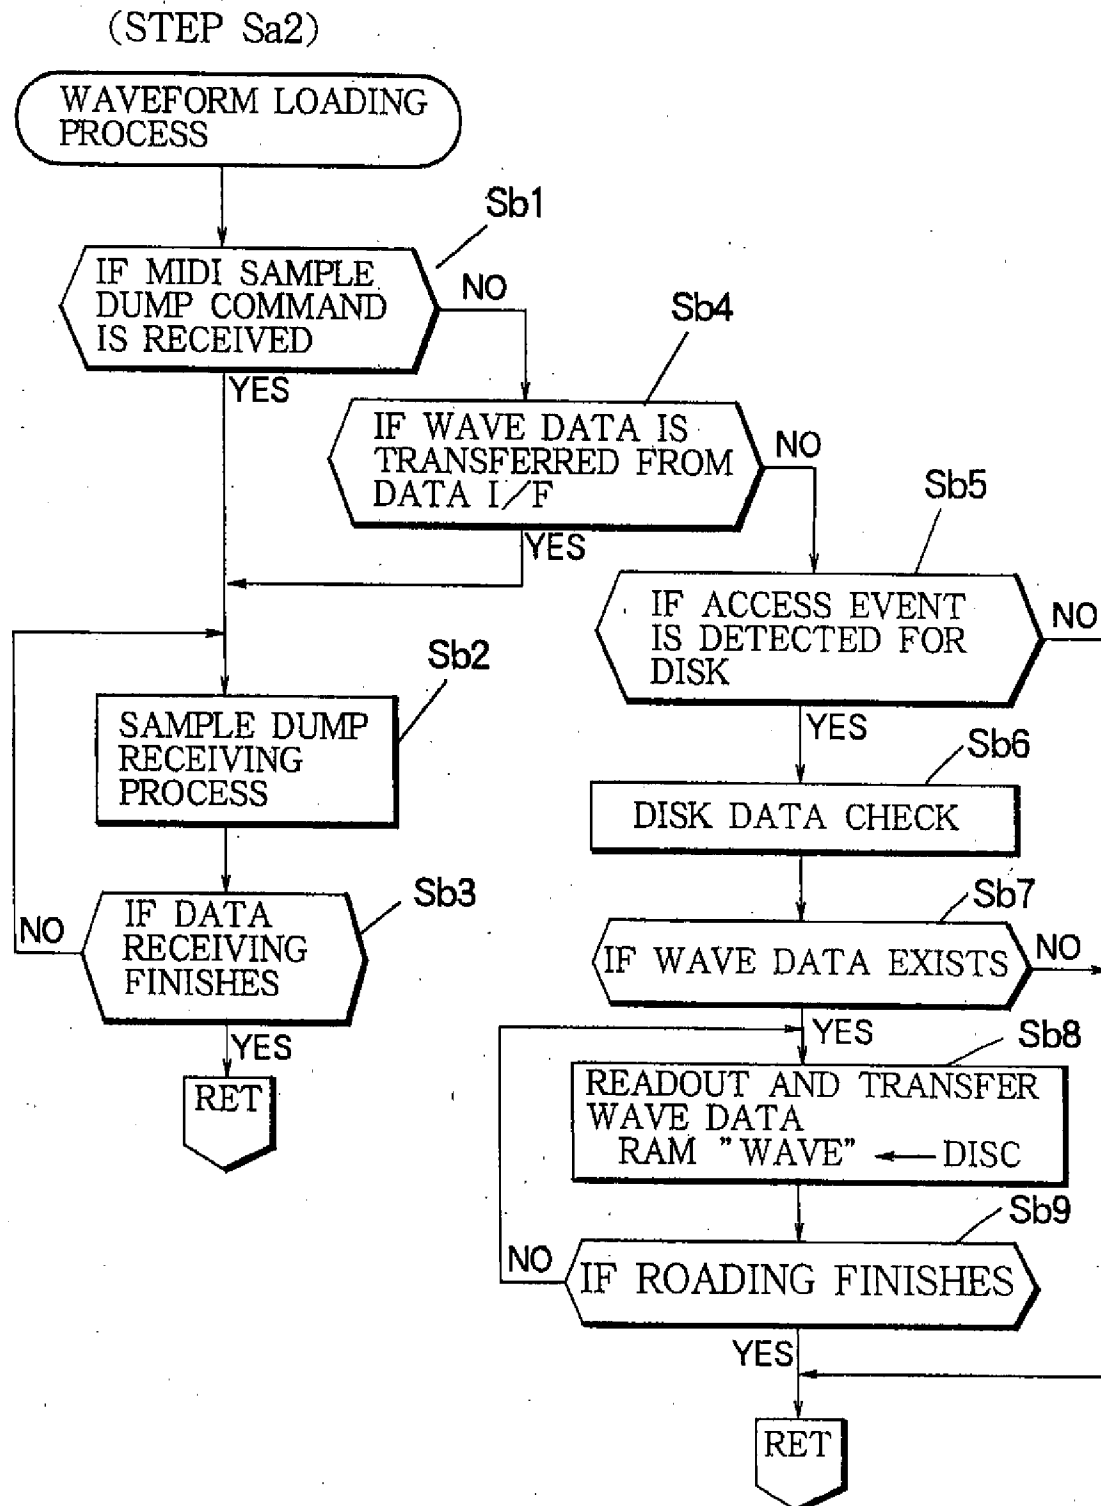 (STEP Sa2)
WAVEFORM LOADING
PROCESS
Sb1
IF MIDI SAMPLE
DUMP COMMAND
IS RECEIVED
NO
YES
Sb4
IF WAVE DATA IS
TRANSFERRED FROM
DATA I/F
NO
YES
Sb5
IF ACCESS EVENT
IS DETECTED FOR
DISK
NO
YES
Sb2
SAMPLE DUMP
RECEIVING
PROCESS
Sb3
IF DATA
RECEIVING
FINISHES
NO
YES
RET
Sb6
DISK DATA CHECK
Sb7
IF WAVE DATA EXISTS
NO
YES
Sb8
READOUT AND TRANSFER
WAVE DATA
RAM "WAVE" ← DISC
Sb9
IF ROADING FINISHES
NO
YES
RET